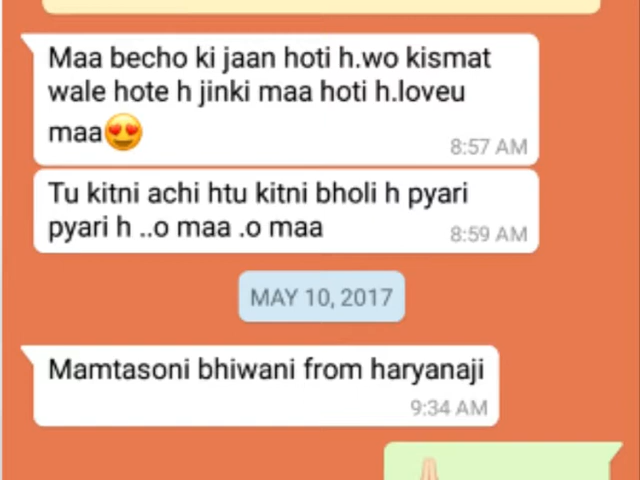 Maa becho ki jaan hoti h.wo kismat
wale hote h jinki maa hoti h.loveu
maa😍
8:57 AM
Tu kitni achi htu kitni bholi h pyari
pyari h ..o maa .o maa
8:59 AM
MAY 10, 2017
Mamtasoni bhiwani from haryanaji
9:34 AM